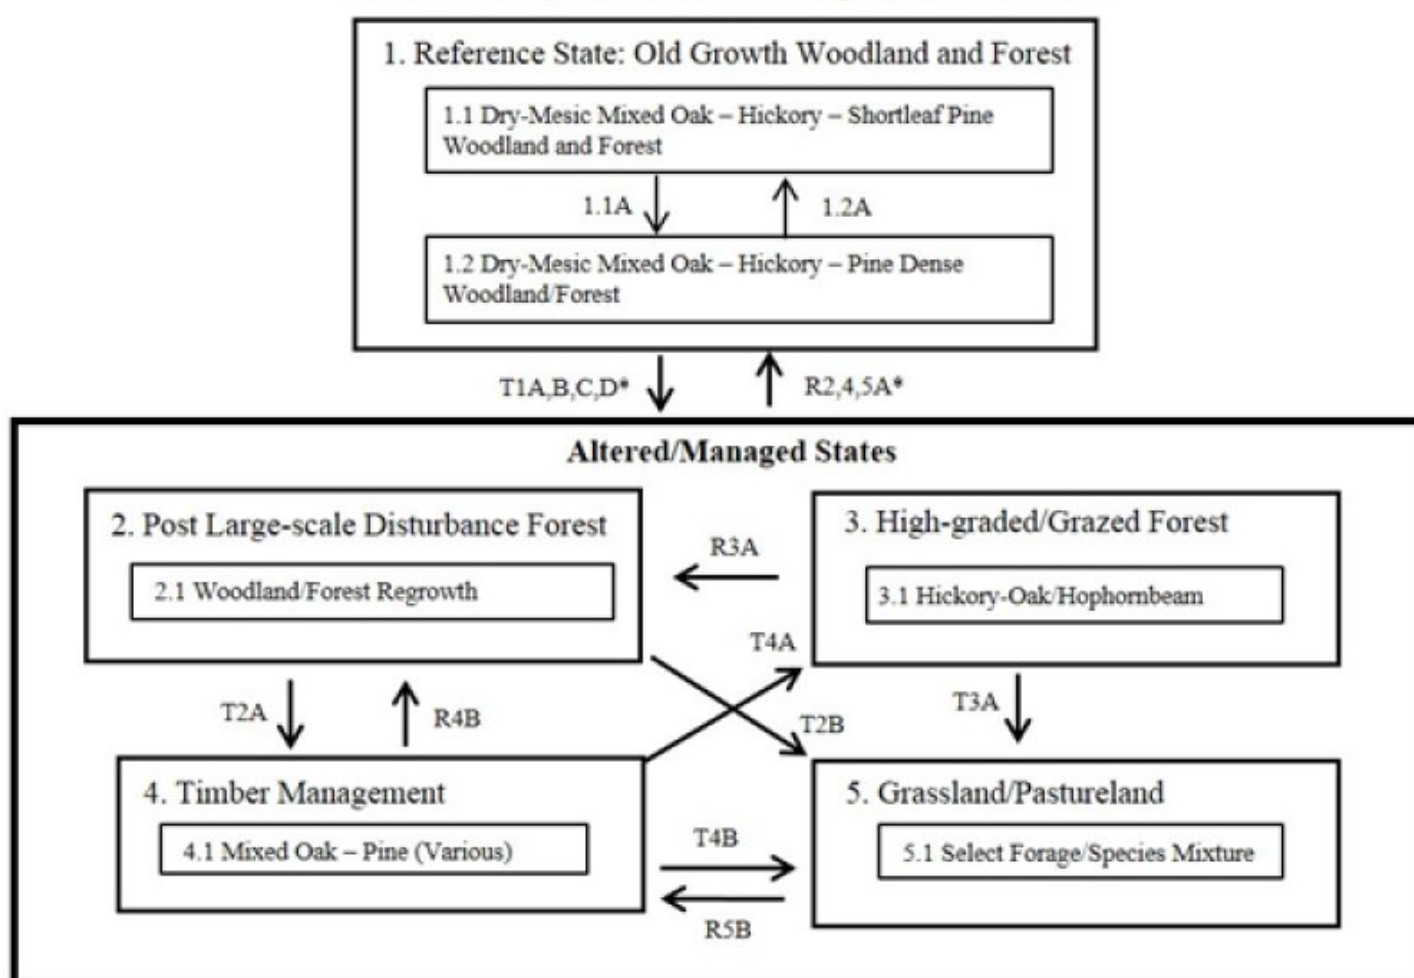 1. Reference State: Old Growth Woodland and Forest
1.1 Dry-Mesic Mixed Oak – Hickory – Shortleaf Pine
Woodland and Forest
1.1A
1.2A
1.2 Dry-Mesic Mixed Oak – Hickory – Pine Dense
Woodland/Forest
T1A,B,C,D*
R2,4,5A*
Altered/Managed States
2. Post Large-scale Disturbance Forest
2.1 Woodland/Forest Regrowth
R3A
3. High-graded/Grazed Forest
3.1 Hickory-Oak/Hophornbeam
T4A
T2A
R4B
T2B
T3A
4. Timber Management
4.1 Mixed Oak – Pine (Various)
T4B
R5B
5. Grassland/Pastureland
5.1 Select Forage/Species Mixture